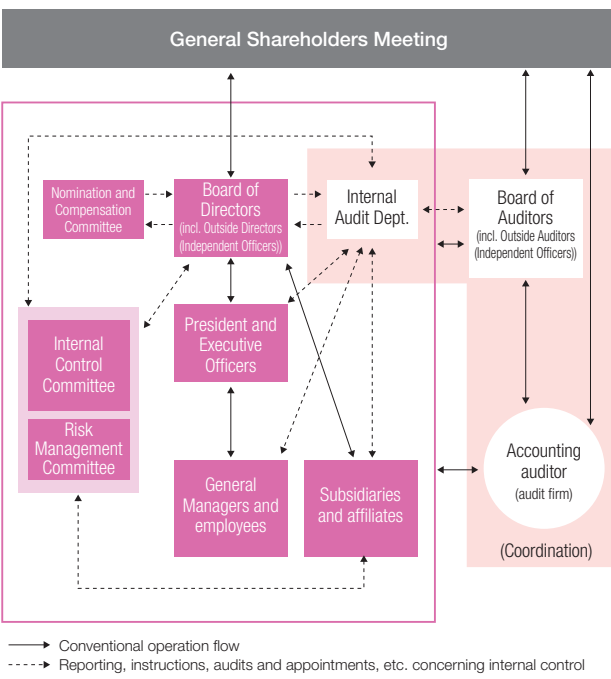 General Shareholders Meeting
Nomination and
Compensation
Committee
Board of
Directors
(incl. Outside Directors
(Independent Officers))
Internal
Audit Dept.
Board of
Auditors
(incl. Outside Auditors
(Independent Officers))
Internal
Control
Committee
President and
Executive
Officers
Risk
Management
Committee
General
Managers and
employees
Subsidiaries
and affiliates
Accounting
auditor
(audit firm)
(Coordination)
Conventional operation flow
Reporting, instructions, audits and appointments, etc. concerning internal control